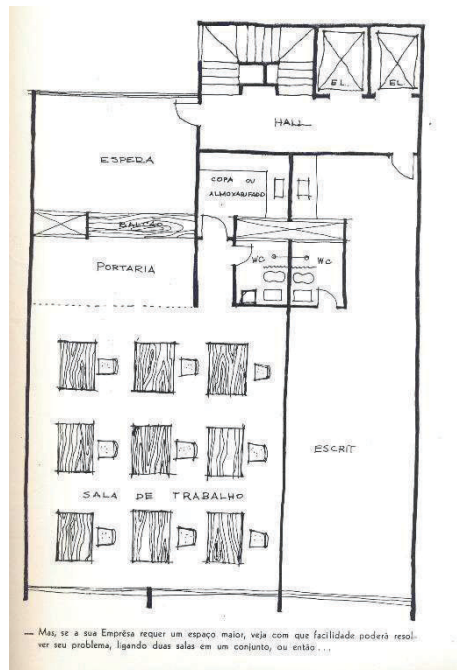 EL.
EL.
HALL
ESPERA
COPA OU
ALMOXARIFADO
BALCÃO
PORTARIA
WC
WC
ESCRIT
SALA DE TRABALHO
— Mas, se a sua Emprêsa requer um espaço maior, veja com que facilidade poderá resol-
ver seu problema, ligando duas salas em um conjunto, ou então . . .